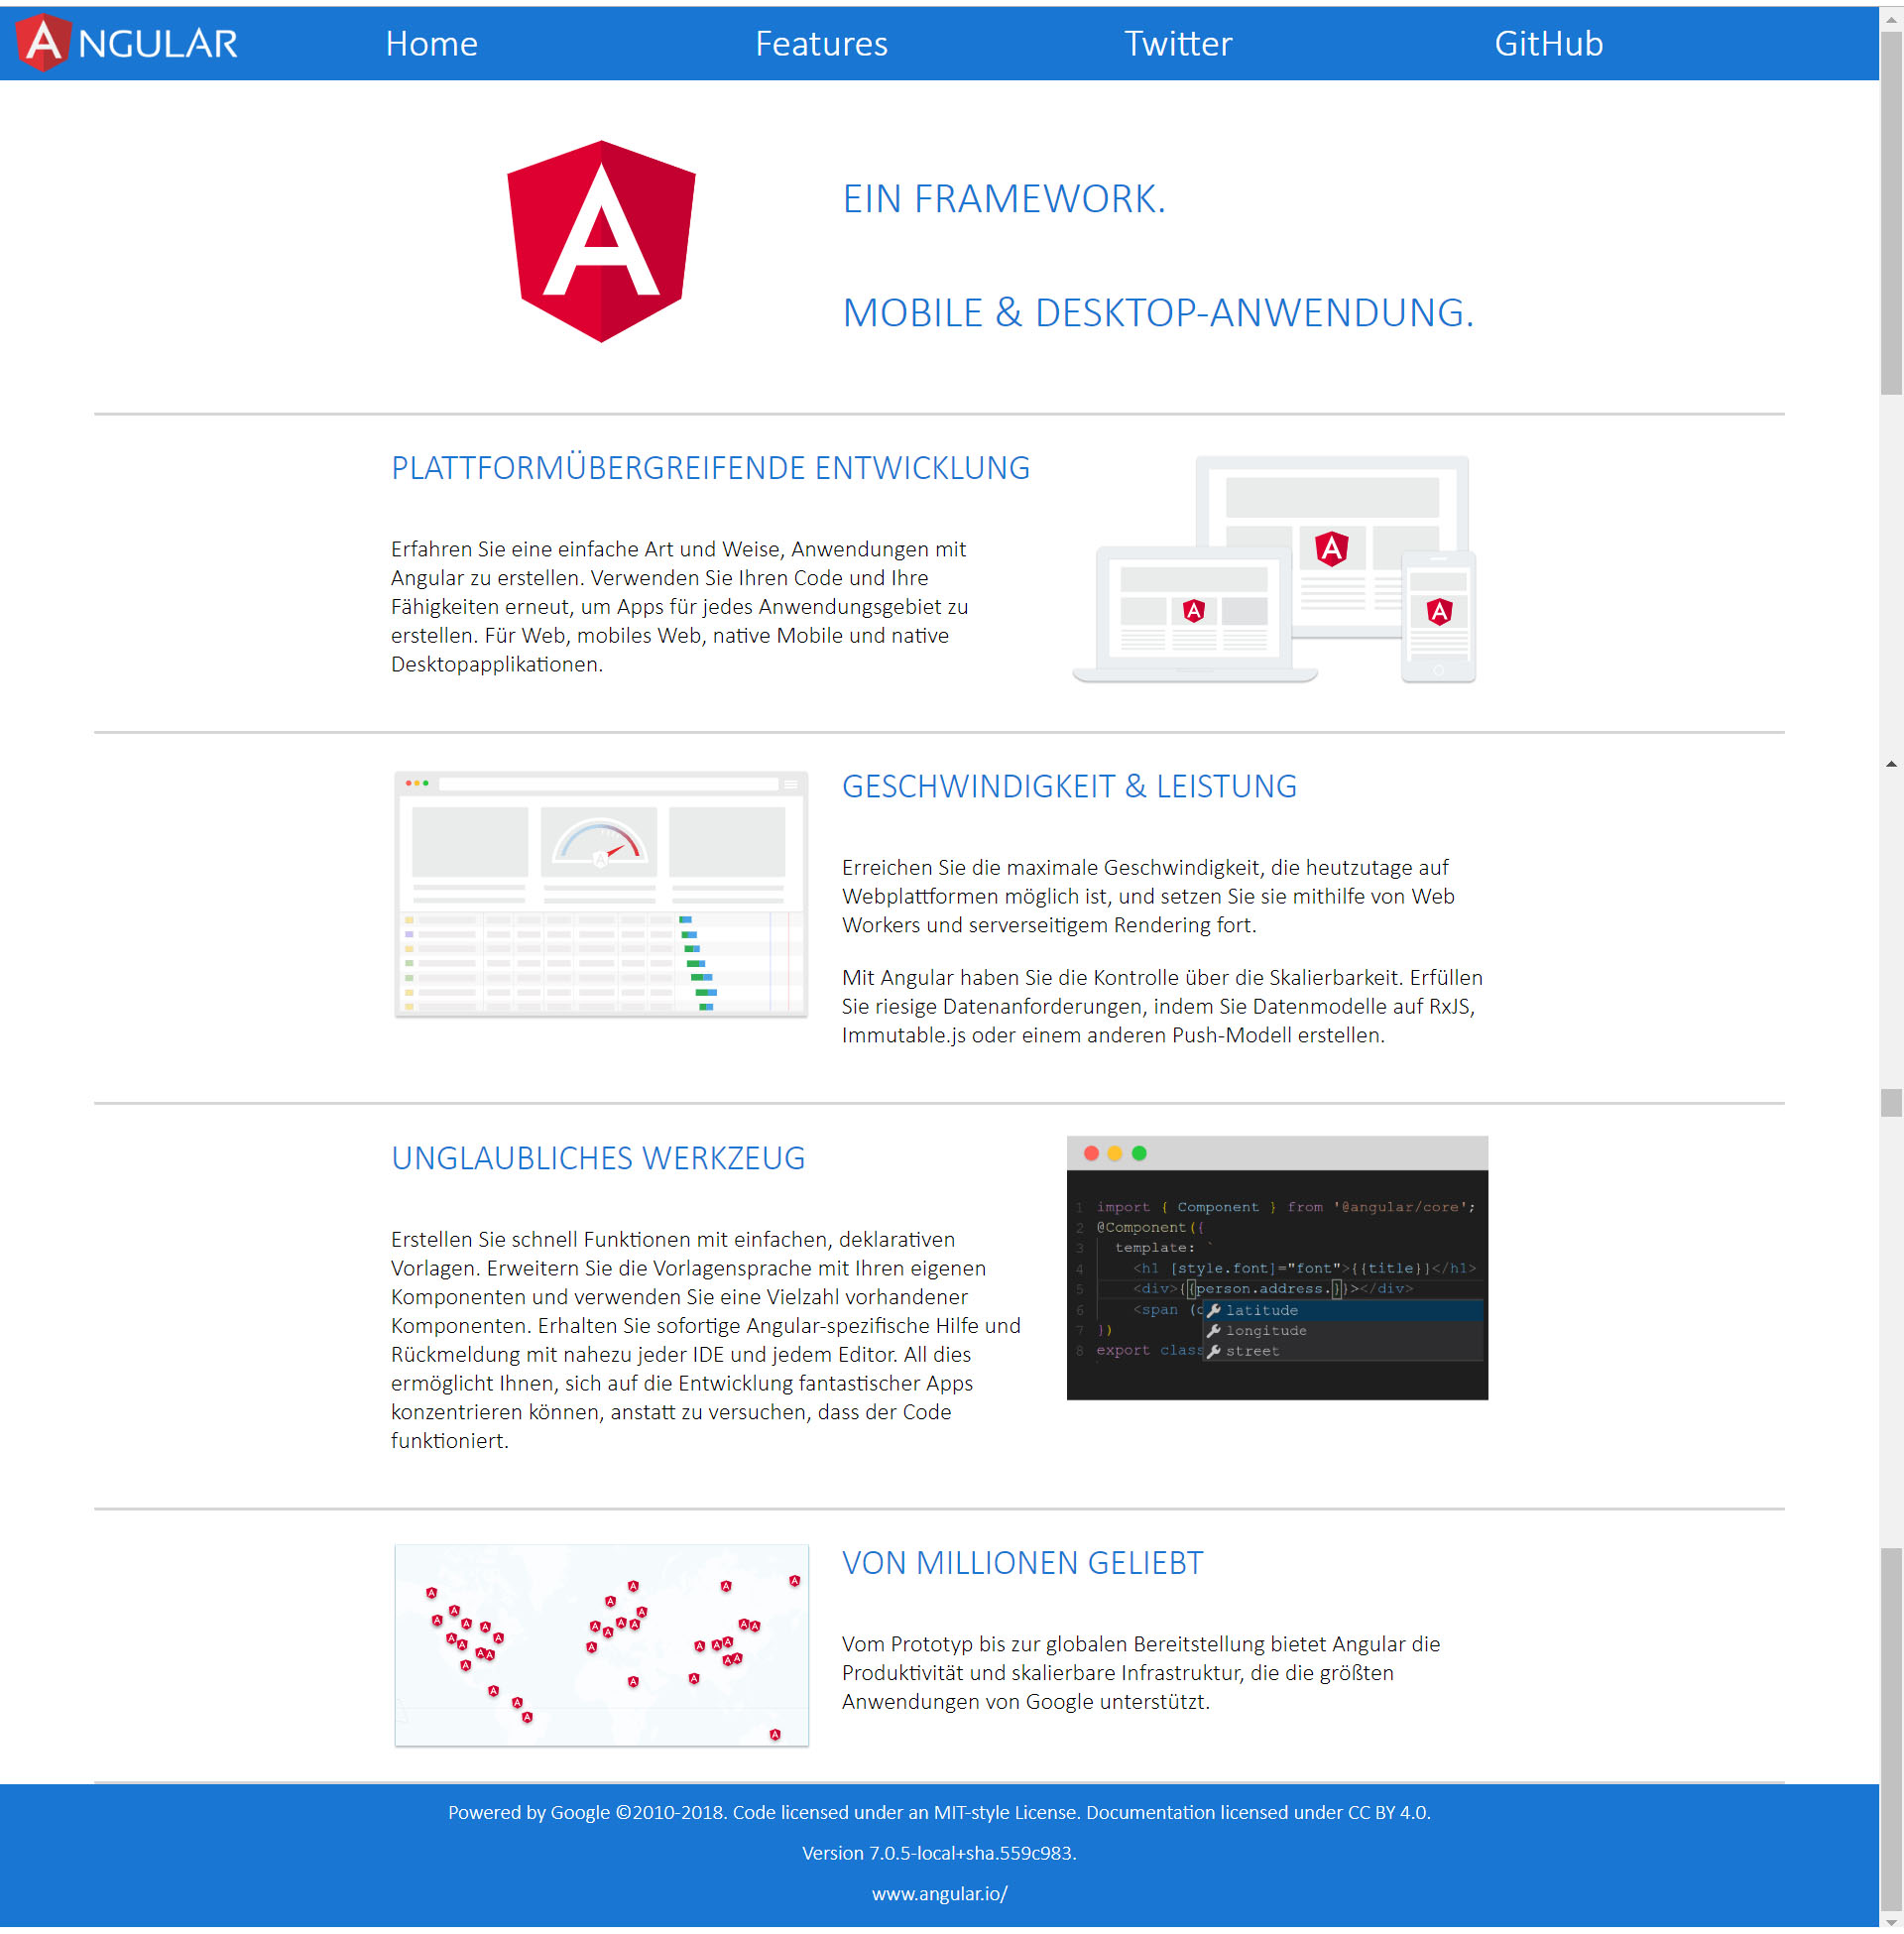 ANGULAR
Home
Features
Twitter
GitHub
EIN FRAMEWORK.
MOBILE & DESKTOP-ANWENDUNG.
PLATTFORMÜBERGREIFENDE ENTWICKLUNG
Erfahren Sie eine einfache Art und Weise, Anwendungen mit
Angular zu erstellen. Verwenden Sie Ihren Code und Ihre
Fähigkeiten erneut, um Apps für jedes Anwendungsgebiet zu
erstellen. Für Web, mobiles Web, native Mobile und native
Desktopapplikationen.
GESCHWINDIGKEIT & LEISTUNG
Erreichen Sie die maximale Geschwindigkeit, die heutzutage auf
Webplattformen möglich ist, und setzen Sie sie mithilfe von Web
Workers und serverseitigem Rendering fort.
Mit Angular haben Sie die Kontrolle über die Skalierbarkeit. Erfüllen
Sie riesige Datenanforderungen, indem Sie Datenmodelle auf RxJS,
Immutable.js oder einem anderen Push-Modell erstellen.
UNGLAUBLICHES WERKZEUG
Erstellen Sie schnell Funktionen mit einfachen, deklarativen
Vorlagen. Erweitern Sie die Vorlagensprache mit Ihren eigenen
Komponenten und verwenden Sie eine Vielzahl vorhandener
Komponenten. Erhalten Sie sofortige Angular-spezifische Hilfe und
Rückmeldung mit nahezu jeder IDE und jedem Editor. All dies
ermöglicht Ihnen, sich auf die Entwicklung fantastischer Apps
konzentrieren können, anstatt zu versuchen, dass der Code
funktioniert.
1 import { Component } from '@angular/core';
2 @Component({
3 template: `
4 <h1 [style.font]="font">{{title}}</h1>
5 <div>{{person.address.}}></div>
6 <span (c
latitude
7 })
longitude
8 export class
street
VON MILLIONEN GELIEBT
Vom Prototyp bis zur globalen Bereitstellung bietet Angular die
Produktivität und skalierbare Infrastruktur, die die größten
Anwendungen von Google unterstützt.
Powered by Google ©2010-2018. Code licensed under an MIT-style License. Documentation licensed under CC BY 4.0.
Version 7.0.5-local+sha.559c983.
www.angular.io/